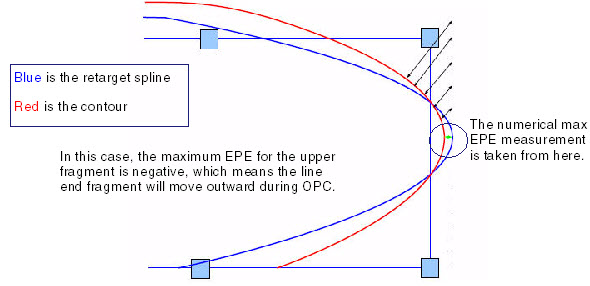 Blue is the retarget spline
Red is the contour
In this case, the maximum EPE for the upper
fragment is negative, which means the line
end fragment will move outward during OPC.
The numerical max
EPE measurement
is taken from here.